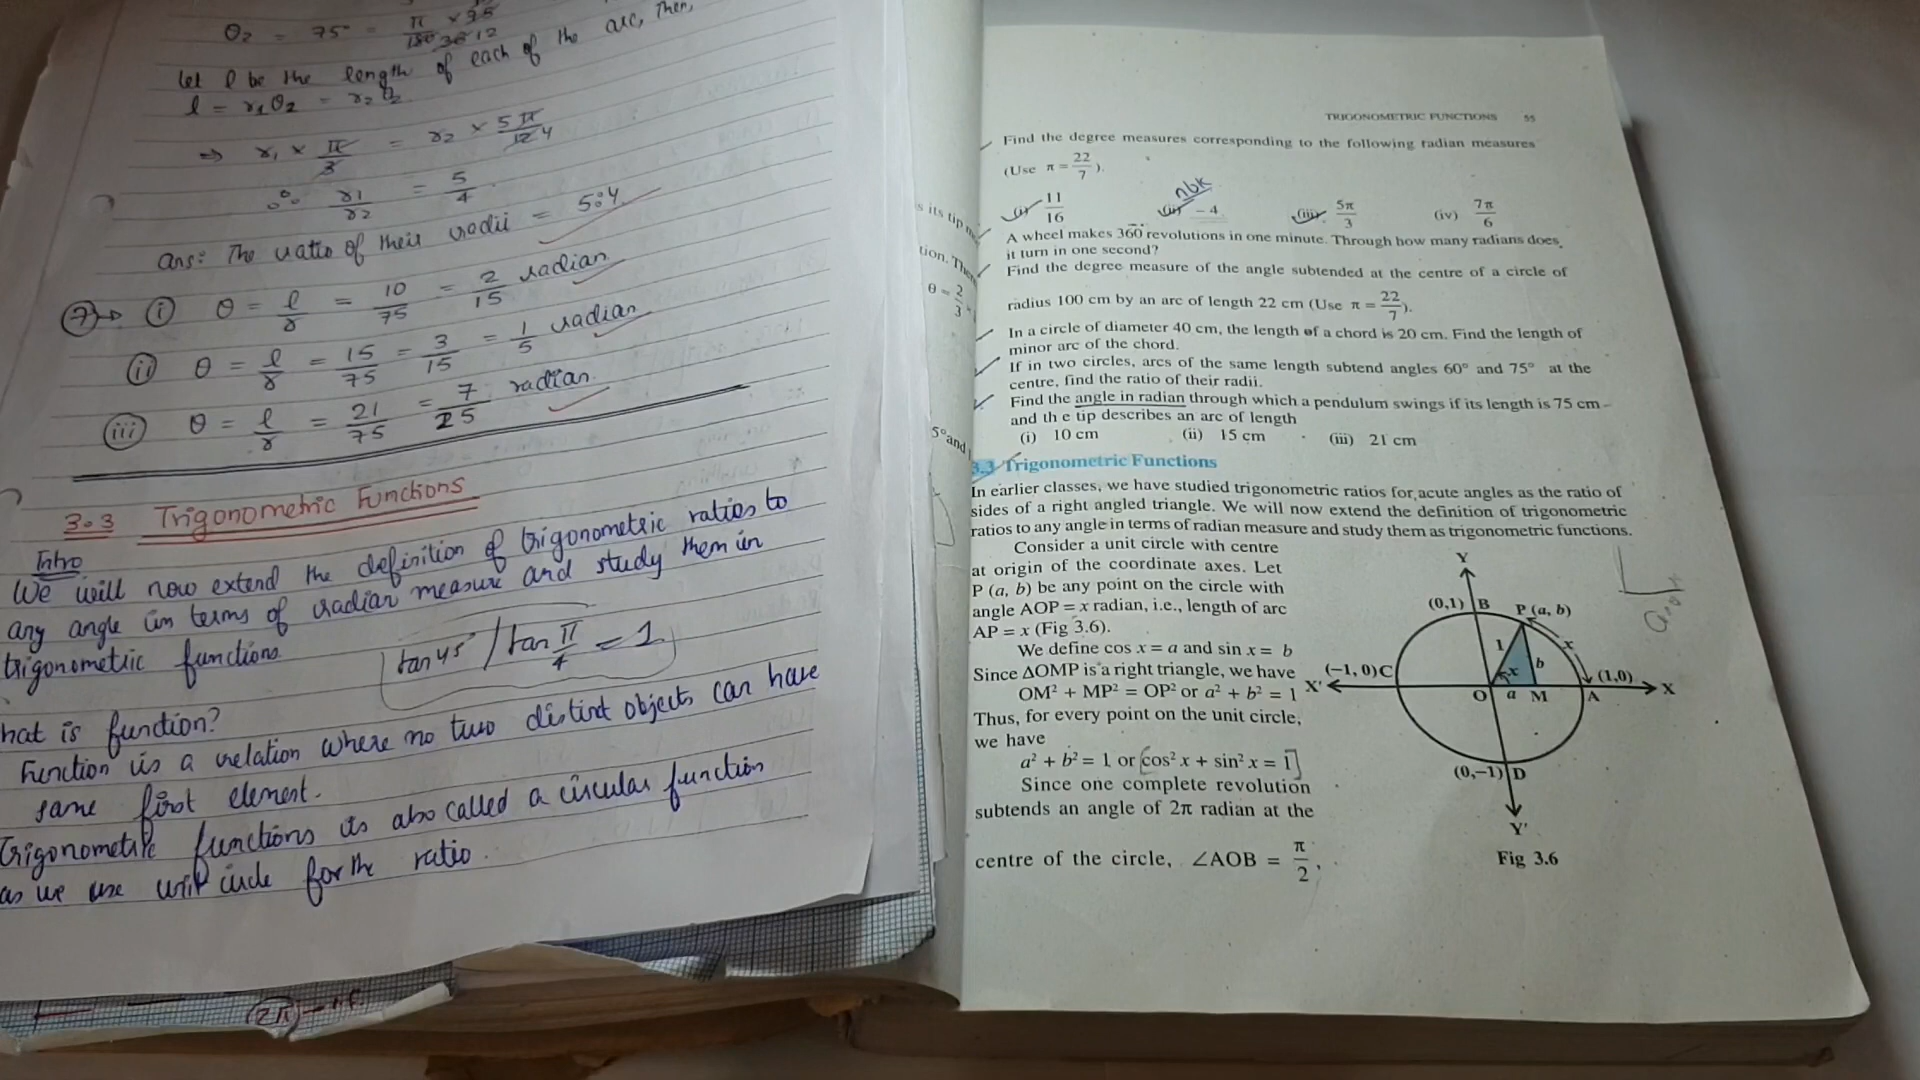 θ2 = 75° = π/180 × 75
36 12
let l be the length of each of the arc, Then,
l = r1θ2 = r2θ2
⇒ r1 × π/3 = r2 × 5π/12 4
∴ r1/r2 = 5/4
Ans: The ratio of their radii = 5:4.
7→ (i) θ = l/r = 10/75 = 2/15 radian
(ii) θ = l/r = 15/75 = 3/15 = 1/5 radian
(iii) θ = l/r = 21/75 = 7/25 radian.
3.3 Trigonometric Functions
Intro
We will now extend the definition of trigonometric ratios to
any angle in terms of radian measure and study them in
trigonometric functions
tan 45° / tan π/4 = 1
hat is function?
Function is a relation where no two distinct objects can have
same first element.
Trigonometric functions is also called a circular function
as we use unit circle for the ratio.
(2π)
TRIGONOMETRIC FUNCTIONS 55
Find the degree measures corresponding to the following radian measures
(Use π = 22/7).
nbk
(i) 11/16 (ii) – 4 (iii) 5π/3 (iv) 7π/6
A wheel makes 360 revolutions in one minute. Through how many radians does
it turn in one second?
Find the degree measure of the angle subtended at the centre of a circle of
radius 100 cm by an arc of length 22 cm (Use π = 22/7).
In a circle of diameter 40 cm, the length of a chord is 20 cm. Find the length of
minor arc of the chord.
If in two circles, arcs of the same length subtend angles 60° and 75° at the
centre, find the ratio of their radii.
Find the angle in radian through which a pendulum swings if its length is 75 cm
and th e tip describes an arc of length
(i) 10 cm (ii) 15 cm (iii) 21 cm
3.3 Trigonometric Functions
In earlier classes, we have studied trigonometric ratios for acute angles as the ratio of
sides of a right angled triangle. We will now extend the definition of trigonometric
ratios to any angle in terms of radian measure and study them as trigonometric functions.
Consider a unit circle with centre
at origin of the coordinate axes. Let
P (a, b) be any point on the circle with
angle AOP = x radian, i.e., length of arc
AP = x (Fig 3.6).
We define cos x = a and sin x = b
Since ΔOMP is a right triangle, we have
OM² + MP² = OP² or a² + b² = 1
Thus, for every point on the unit circle,
we have
a² + b² = 1 or [cos² x + sin² x = 1]
Since one complete revolution
subtends an angle of 2π radian at the
centre of the circle, ∠AOB = π/2,
Y
(0,1) B P (a, b)
1 x
(–1, 0)C x b (1,0)
X' O a M A X
(0,–1) D
Y'
Fig 3.6
s its tip
tion. The
θ = 2/3
5° and